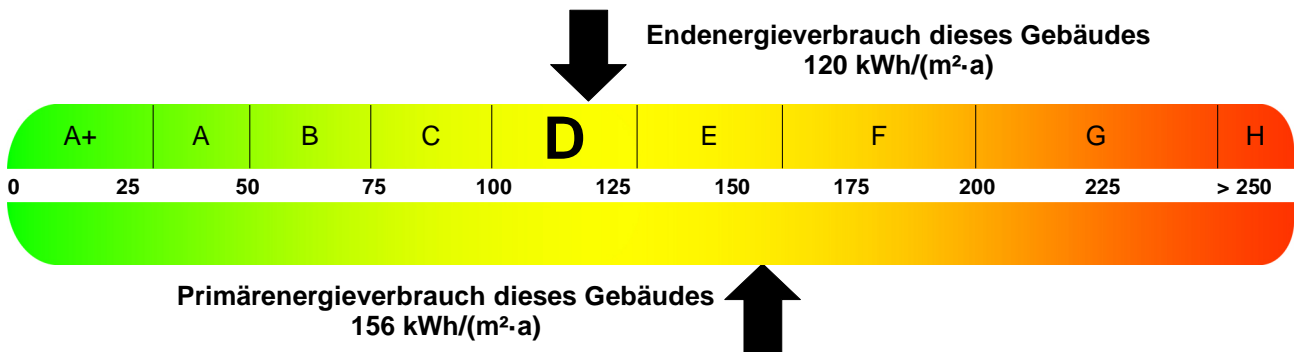 Endenergieverbrauch dieses Gebäudes
120 kWh/(m²·a)
A+ A B C D E F G H
0 25 50 75 100 125 150 175 200 225 > 250
Primärenergieverbrauch dieses Gebäudes
156 kWh/(m²·a)